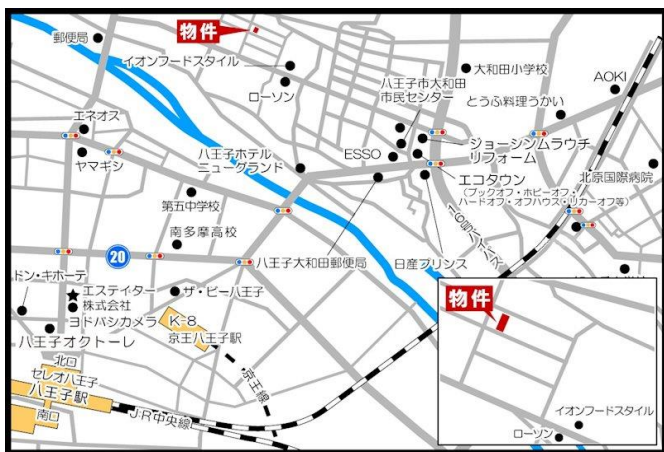 郵便局
物件
イオンフードスタイル
ローソン
大和田小学校
AOKI
八王子市大和田
市民センター
とうふ料理うかい
エネオス
ヤマギシ
八王子ホテル
ニューグランド
ESSO
ジョーシンムラウチ
リフォーム
エコタウン
(ブックオフ・ホビーオフ・
ハードオフ・オフハウス・リカーオフ等)
北原国際病院
第五中学校
南多摩高校
16号バイパス
20
八王子大和田郵便局
日産プリンス
ドン・キホーテ
エステイター
株式会社
ヨドバシカメラ
ザ・ビー八王子
K-8
京王八王子駅
八王子オクトーレ
京王線
北口
セレオ八王子
八王子駅
南口
JR中央線
物件
イオンフードスタイル
ローソン